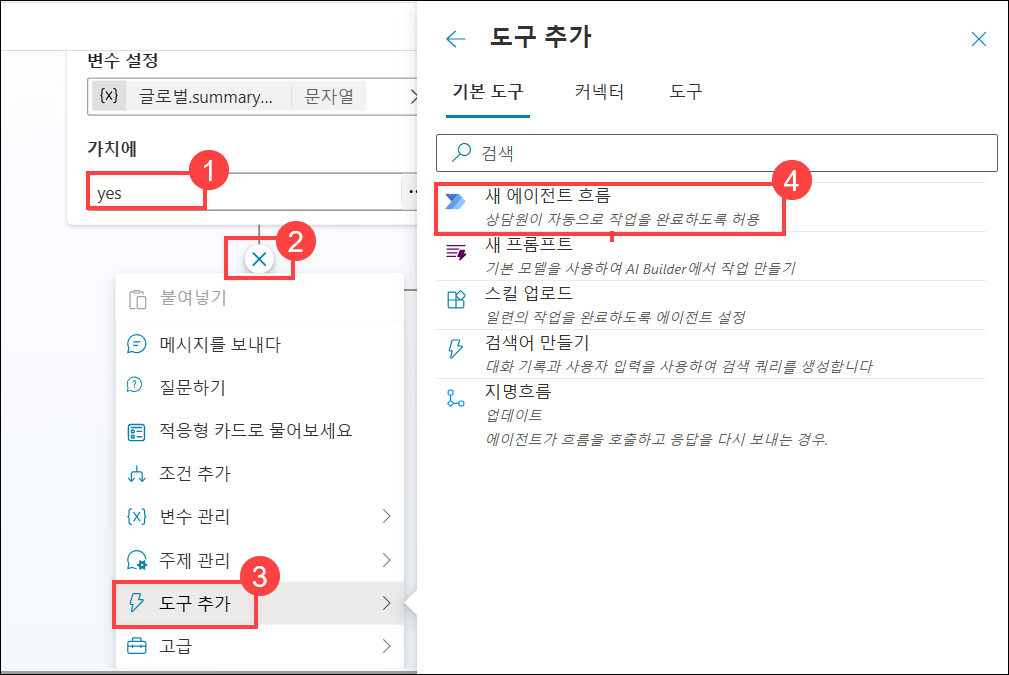 변수 설정
{x} 글로벌.summary... 문자열
가치에
yes
1
2
붙여넣기
메시지를 보내다
질문하기
적응형 카드로 물어보세요
조건 추가
{x} 변수 관리
주제 관리
도구 추가
3
고급
도구 추가
기본 도구 커넥터 도구
검색
새 에이전트 흐름
4
상담원이 자동으로 작업을 완료하도록 허용
새 프롬프트
기본 모델을 사용하여 AI Builder에서 작업 만들기
스킬 업로드
일련의 작업을 완료하도록 에이전트 설정
검색어 만들기
대화 기록과 사용자 입력을 사용하여 검색 쿼리를 생성합니다
지명흐름
업데이트
에이전트가 흐름을 호출하고 응답을 다시 보내는 경우.